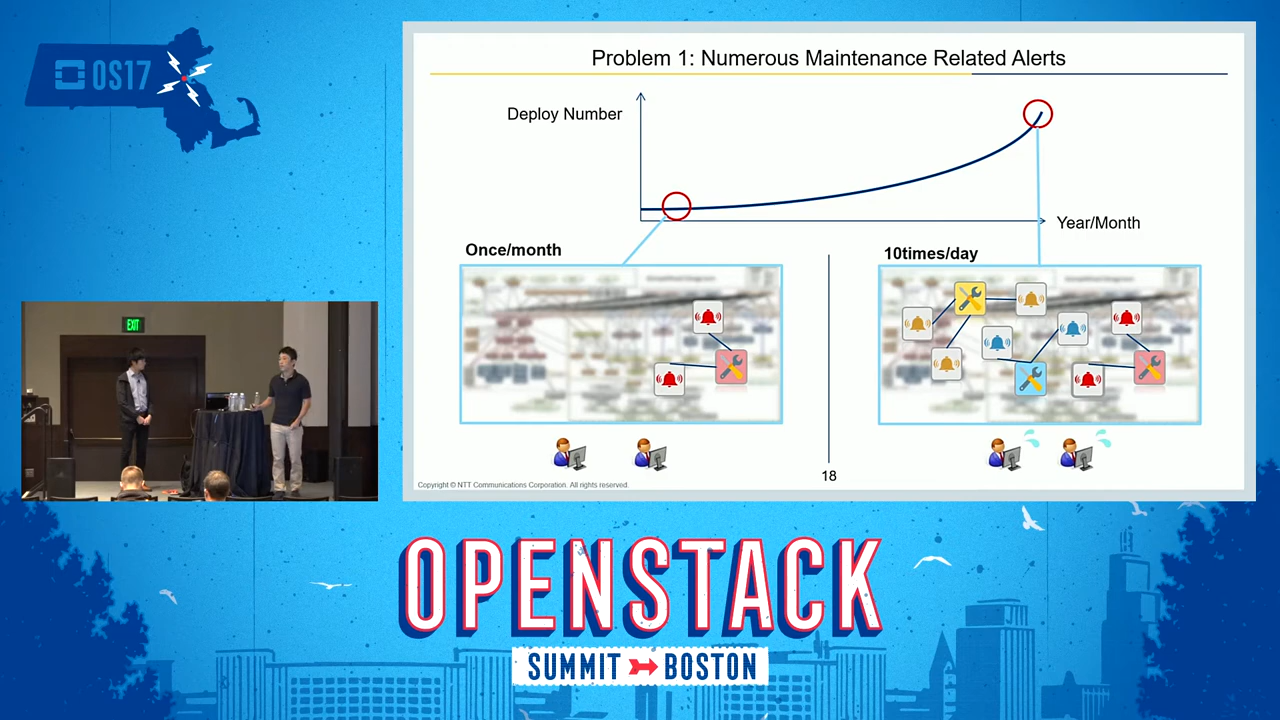 OS17
Problem 1: Numerous Maintenance Related Alerts
Deploy Number
Year/Month
Once/month
10times/day
18
Copyright © NTT Communications Corporation. All rights reserved.
EXIT
OPENSTACK
SUMMIT BOSTON